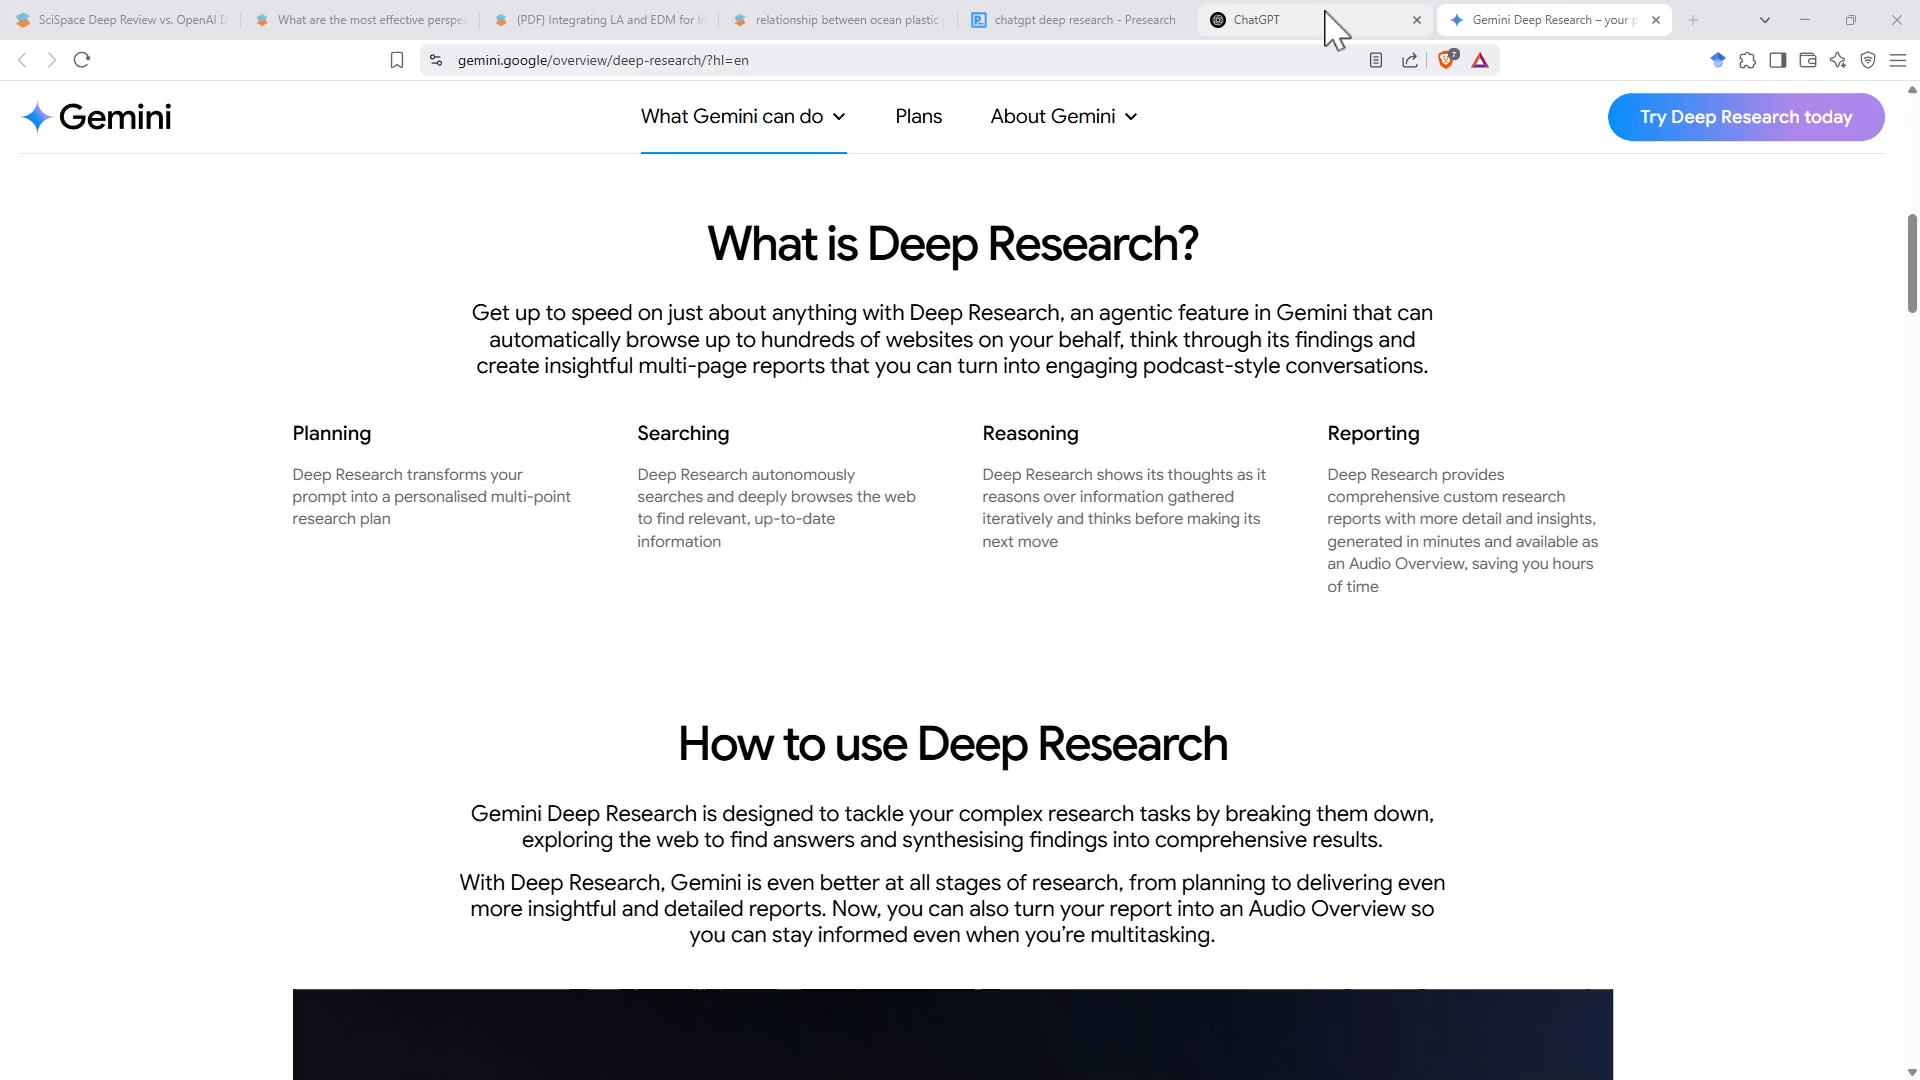 SciSpace Deep Review vs. OpenAI D
What are the most effective perspe
(PDF) Integrating LA and EDM for I
relationship between ocean plastic p
chatgpt deep research - Presearch
ChatGPT
Gemini Deep Research – your p
gemini.google/overview/deep-research/?hl=en
7
Gemini
What Gemini can do
Plans
About Gemini
Try Deep Research today
What is Deep Research?
Get up to speed on just about anything with Deep Research, an agentic feature in Gemini that can
automatically browse up to hundreds of websites on your behalf, think through its findings and
create insightful multi-page reports that you can turn into engaging podcast-style conversations.
Planning
Deep Research transforms your
prompt into a personalised multi-point
research plan
Searching
Deep Research autonomously
searches and deeply browses the web
to find relevant, up-to-date
information
Reasoning
Deep Research shows its thoughts as it
reasons over information gathered
iteratively and thinks before making its
next move
Reporting
Deep Research provides
comprehensive custom research
reports with more detail and insights,
generated in minutes and available as
an Audio Overview, saving you hours
of time
How to use Deep Research
Gemini Deep Research is designed to tackle your complex research tasks by breaking them down,
exploring the web to find answers and synthesising findings into comprehensive results.
With Deep Research, Gemini is even better at all stages of research, from planning to delivering even
more insightful and detailed reports. Now, you can also turn your report into an Audio Overview so
you can stay informed even when you’re multitasking.